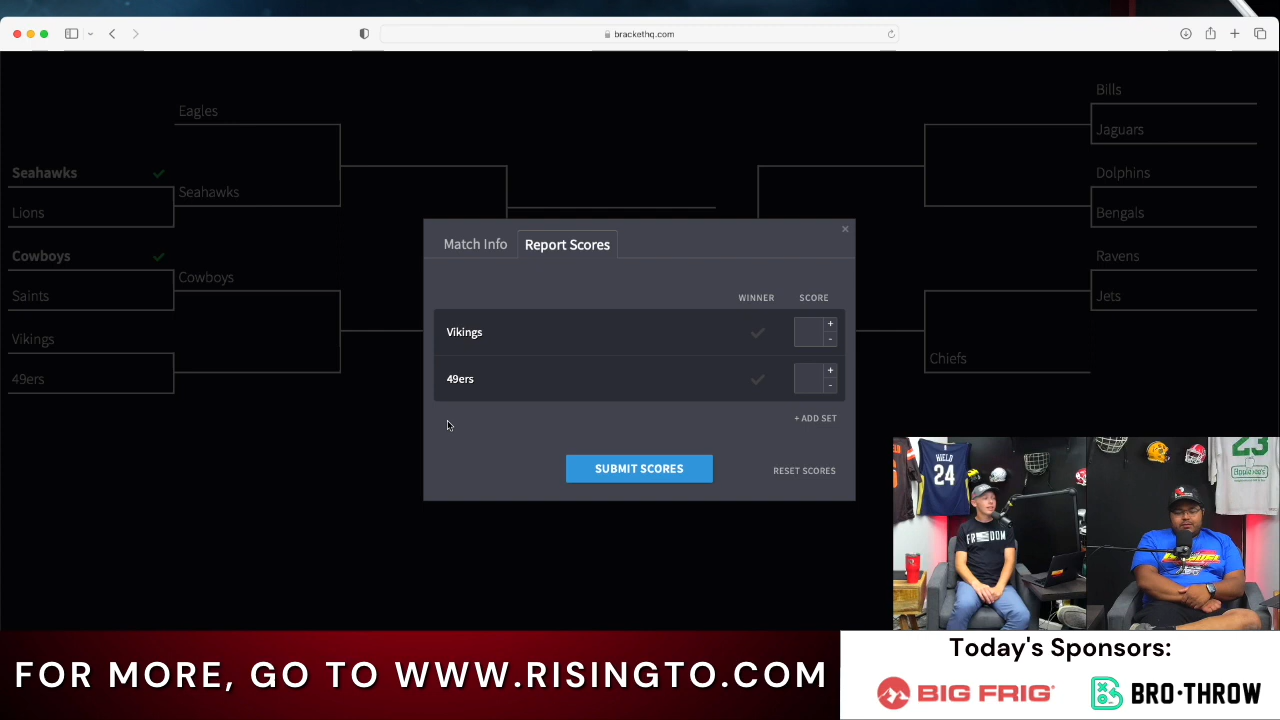 brackethq.com
Eagles
Seahawks
Lions
Seahawks
Cowboys
Saints
Cowboys
Vikings
49ers
Bills
Jaguars
Dolphins
Bengals
Ravens
Jets
Chiefs
Match Info
Report Scores
×
WINNER SCORE
Vikings
+
-
49ers
+
-
+ ADD SET
SUBMIT SCORES
RESET SCORES
HIELD
24
23
FOR MORE, GO TO WWW.RISINGTO.COM
Today's Sponsors:
BIG FRIG
BRO·THROW